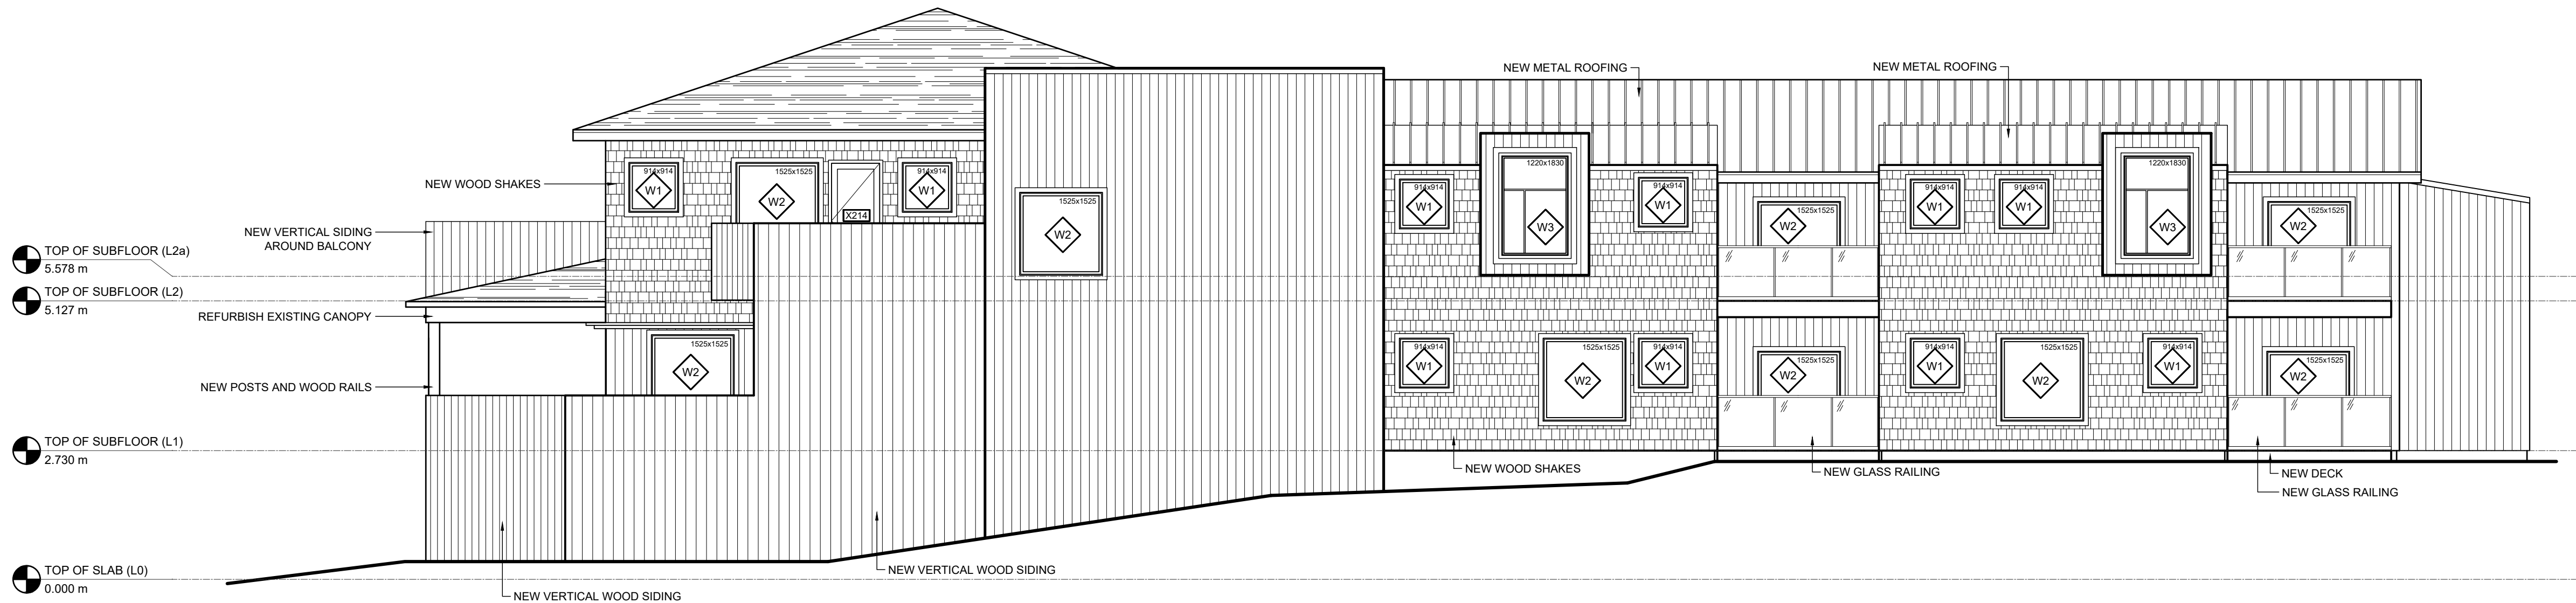 NEW METAL ROOFING
NEW METAL ROOFING
NEW WOOD SHAKES
914x914
W1
1525x1525
W2
X214
914x914
W1
1525x1525
W2
914x914
W1
1220x1830
W3
914x914
W1
1525x1525
W2
914x914
W1
914x914
W1
1220x1830
W3
1525x1525
W2
NEW VERTICAL SIDING
AROUND BALCONY
TOP OF SUBFLOOR (L2a)
5.578 m
TOP OF SUBFLOOR (L2)
5.127 m
REFURBISH EXISTING CANOPY
1525x1525
W2
914x914
W1
1525x1525
W2
914x914
W1
1525x1525
W2
914x914
W1
1525x1525
W2
914x914
W1
1525x1525
W2
NEW POSTS AND WOOD RAILS
TOP OF SUBFLOOR (L1)
2.730 m
NEW WOOD SHAKES
NEW GLASS RAILING
NEW DECK
NEW GLASS RAILING
TOP OF SLAB (L0)
0.000 m
NEW VERTICAL WOOD SIDING
NEW VERTICAL WOOD SIDING